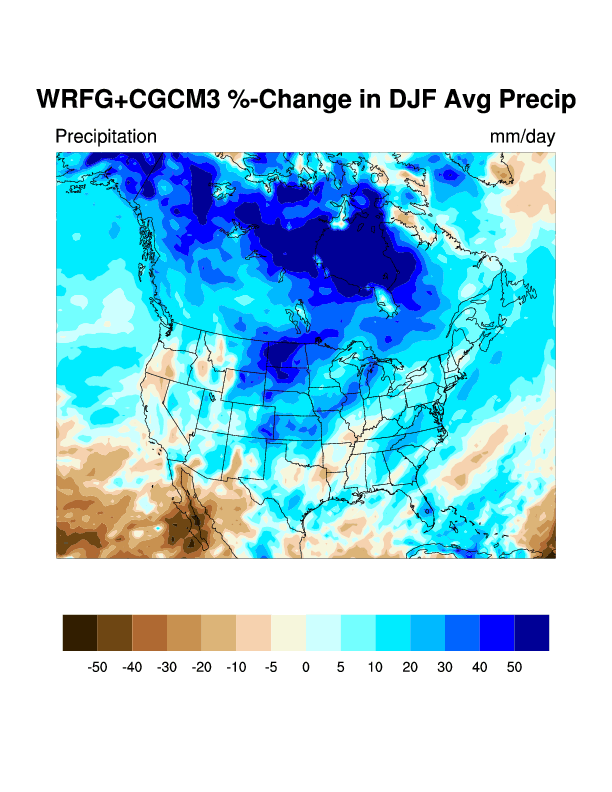 WRFG+CGCM3 %-Change in DJF Avg Precip
Precipitation mm/day
-50 -40 -30 -20 -10 -5 0 5 10 20 30 40 50